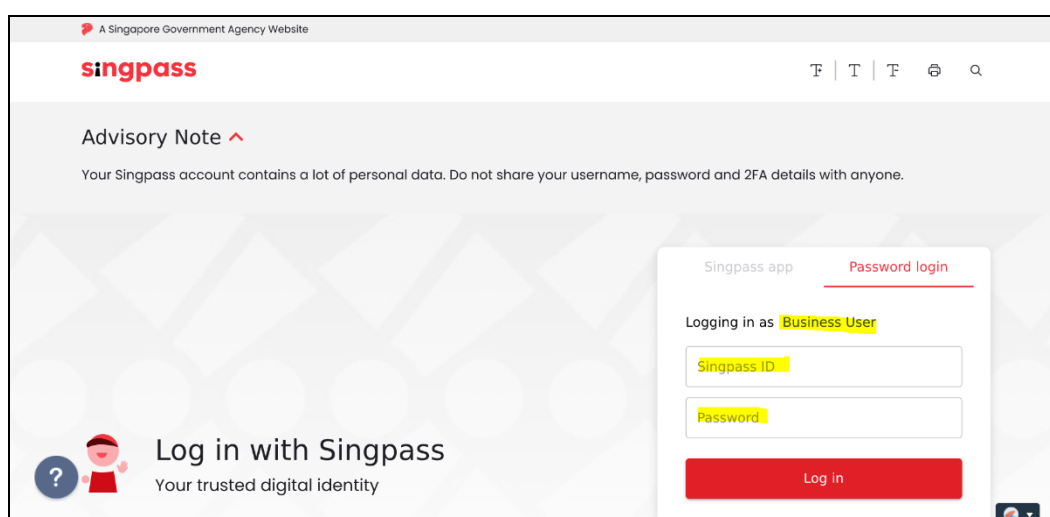 A Singapore Government Agency Website
singpass
Advisory Note
Your Singpass account contains a lot of personal data. Do not share your username, password and 2FA details with anyone.
Singpass app Password login
Logging in as Business User
Singpass ID
Password
Log in
Log in with Singpass
Your trusted digital identity
?